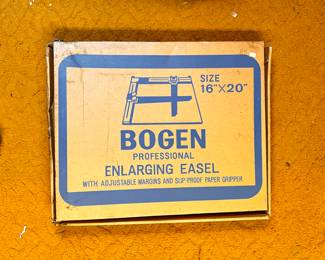 SIZE
16"X20"
BOGEN
PROFESSIONAL
ENLARGING EASEL
WITH ADJUSTABLE MARGINS AND SLIP-PROOF PAPER GRIPPER